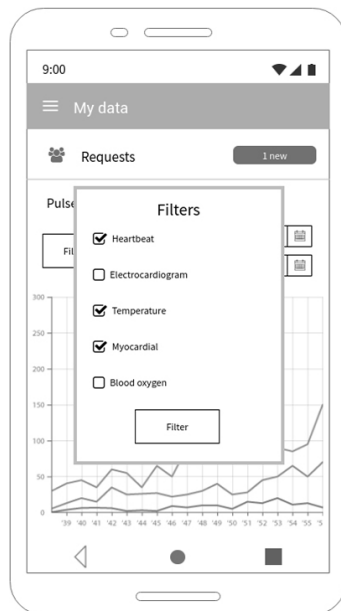 9:00
My data
Requests
1 new
Pulse
Filters
Fil
Heartbeat
Electrocardiogram
Temperature
Myocardial
Blood oxygen
Filter
300
250
200
150
100
50
0
'39 '40 '41 '42 '43 '44 '45 '46 '47 '48 '49 '50 '51 '52 '53 '54 '55 '5